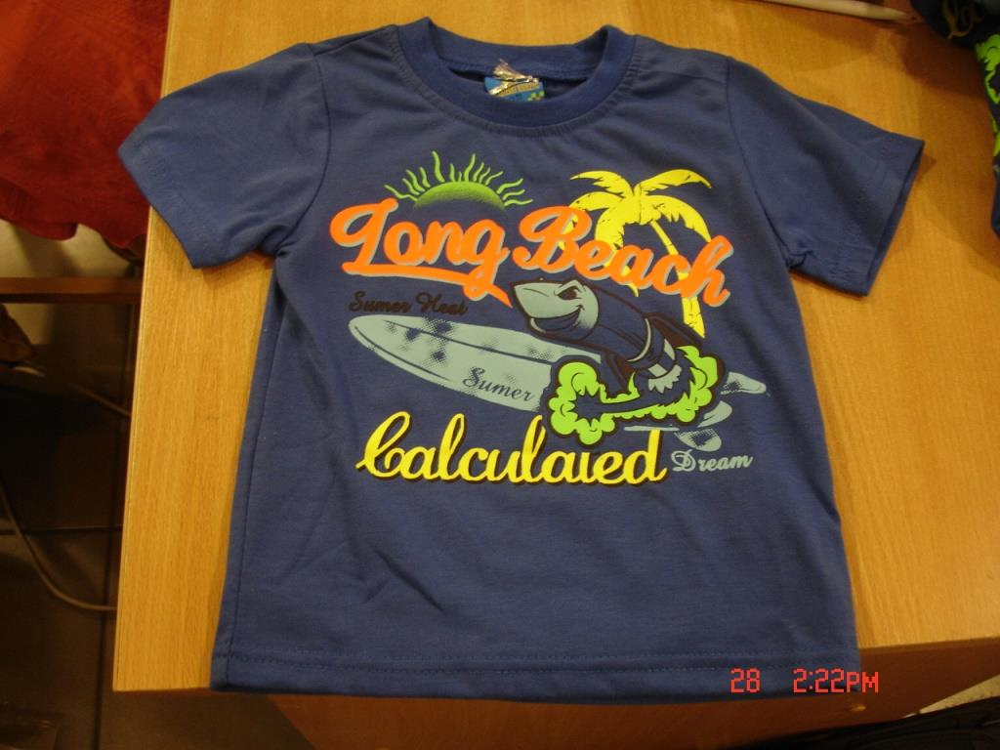 Long Beach
Sumer Heat
Sumer
Calculaied
Dream
28 2:22PM